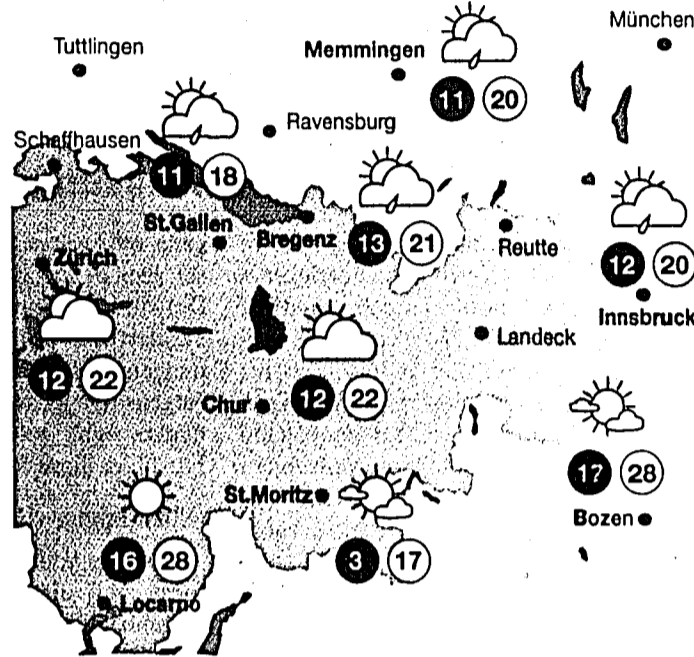 München
Tuttlingen
Memmingen
11 20
Ravensburg
Schaffhausen
11 18
St.Gallen
Bregenz
13 21
Reutte
Zürich
12 20
Innsbruck
Landeck
12 22
12 22
Chur
28
St.Moritz
Bozen
16 28
3 17
Locarno